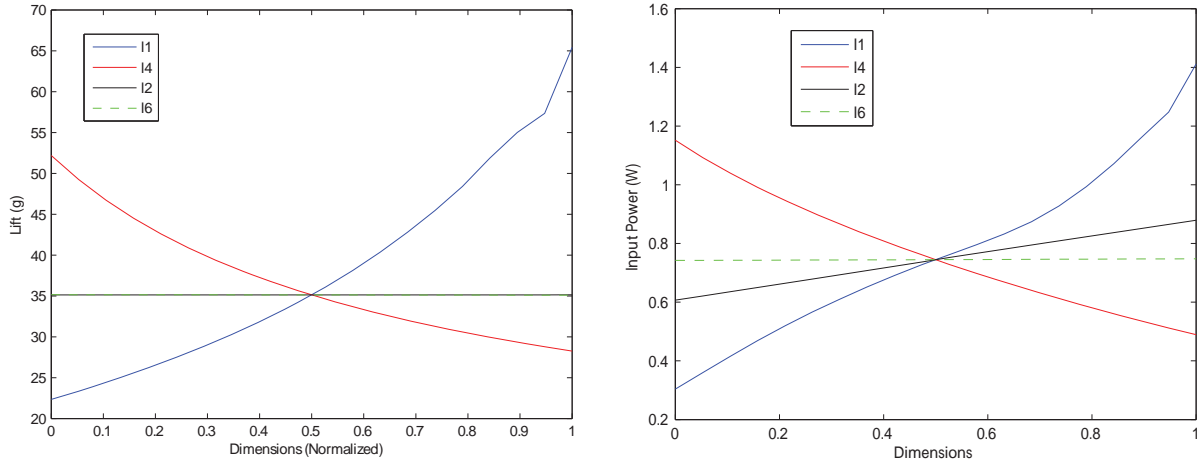 70
65
60
55
50
45
40
35
30
25
20
Lift (g)
l1
l4
l2
l6
0 0.1 0.2 0.3 0.4 0.5 0.6 0.7 0.8 0.9 1
Dimensions (Normalized)
1.6
1.4
1.2
1
0.8
0.6
0.4
0.2
Input Power (W)
l1
l4
l2
l6
0 0.2 0.4 0.6 0.8 1
Dimensions